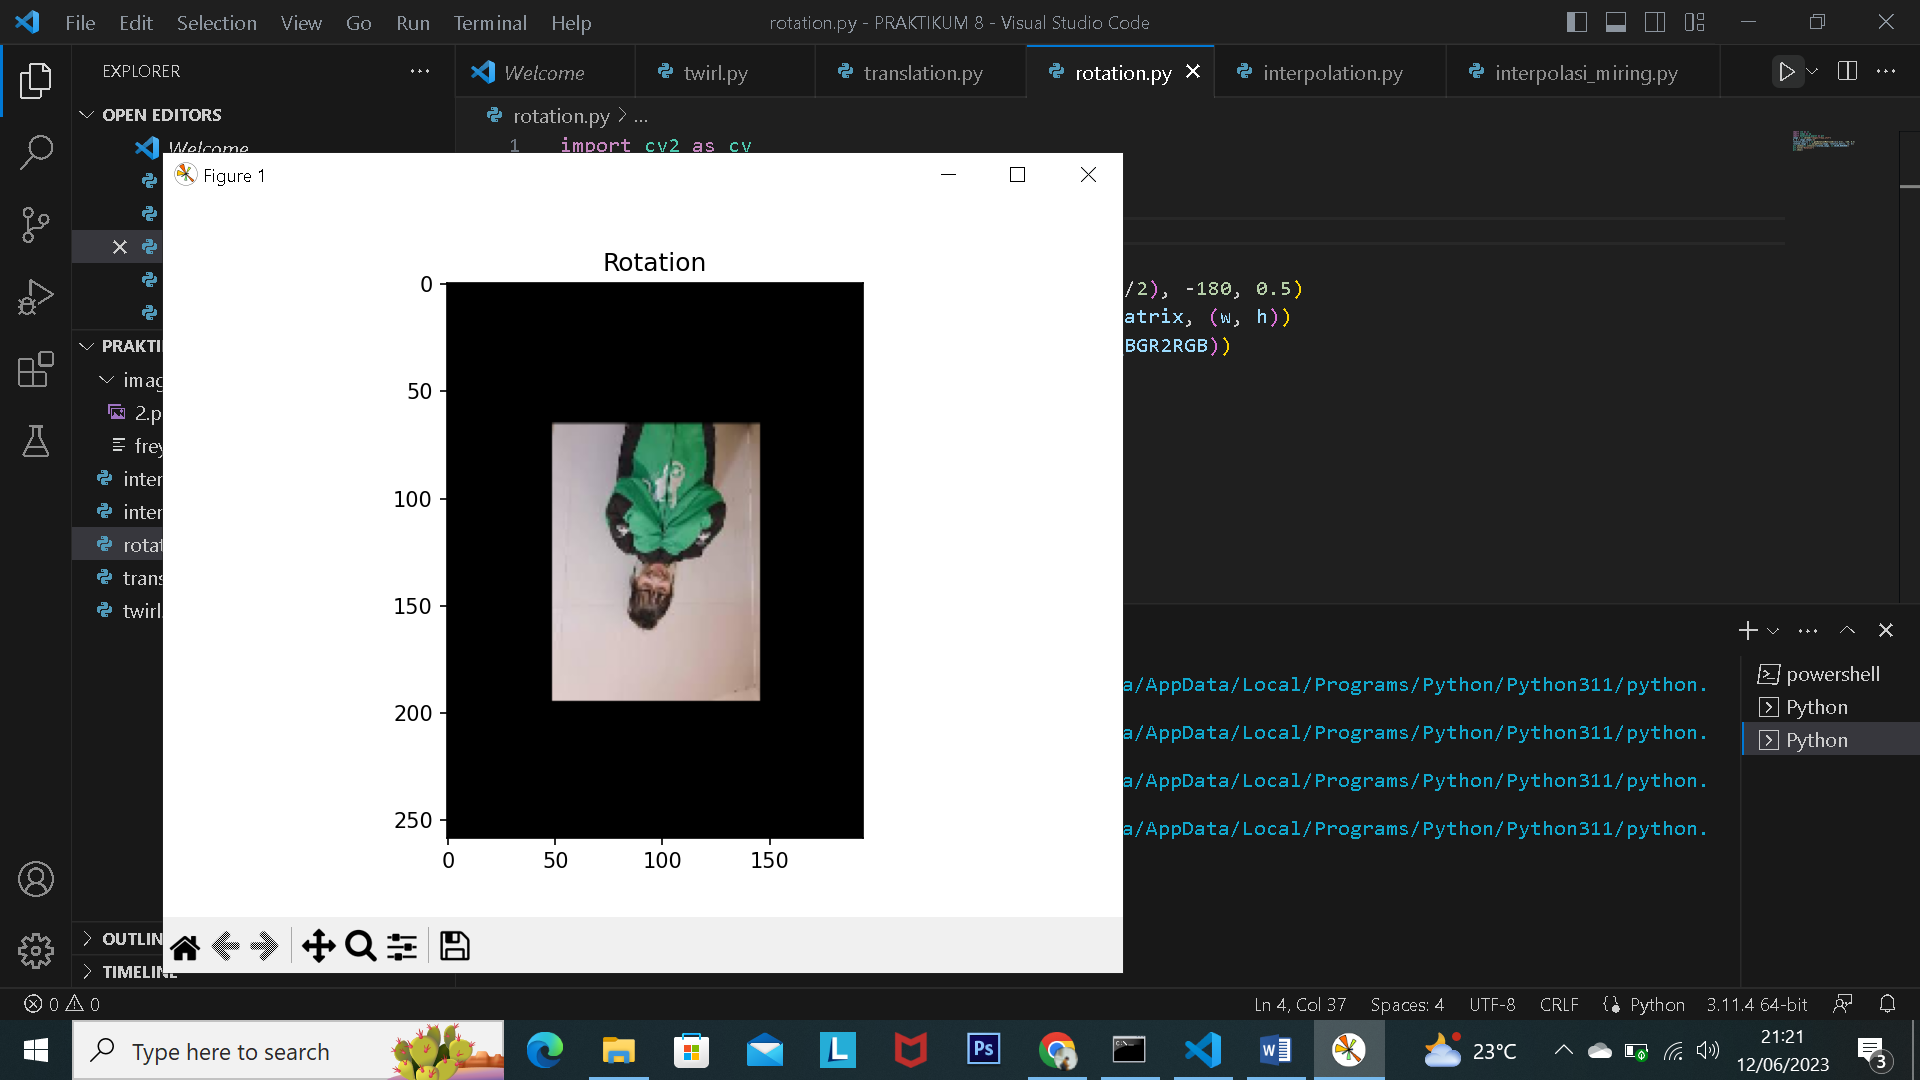 File Edit Selection View Go Run Terminal Help
rotation.py - PRAKTIKUM 8 - Visual Studio Code
EXPLORER
OPEN EDITORS
Welcome
PRAKTI
imag
2.p
frey
inter
inter
rotat
trans
twirl
OUTLIN
TIMELINE
Welcome twirl.py translation.py rotation.py interpolation.py interpolasi_miring.py
rotation.py > ...
1 import cv2 as cv
/2), -180, 0.5)
atrix, (w, h))
BGR2RGB))
Figure 1
Rotation
0
50
100
150
200
250
0 50 100 150
a/AppData/Local/Programs/Python/Python311/python.
a/AppData/Local/Programs/Python/Python311/python.
a/AppData/Local/Programs/Python/Python311/python.
a/AppData/Local/Programs/Python/Python311/python.
powershell
Python
Python
0 0
Ln 4, Col 37 Spaces: 4 UTF-8 CRLF Python 3.11.4 64-bit
Type here to search
L
Ps
W
23°C
21:21
12/06/2023
3